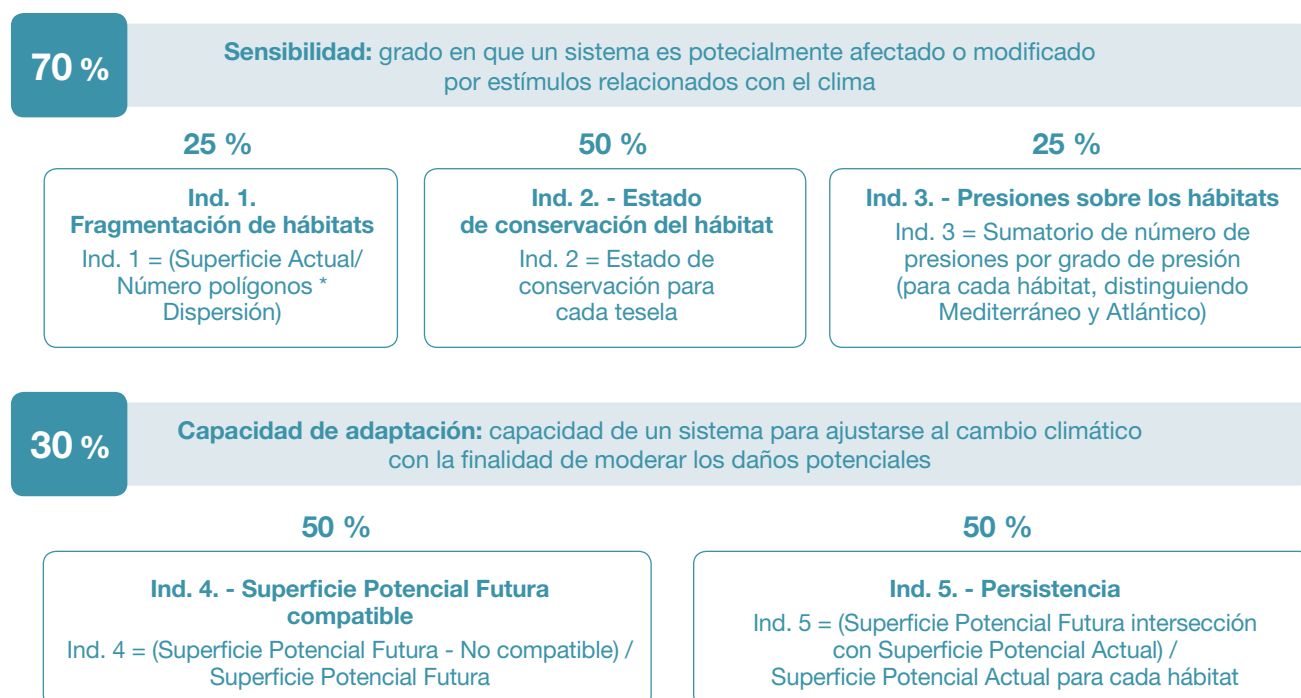 70 %
Sensibilidad: grado en que un sistema es potecialmente afectado o modificado
por estímulos relacionados con el clima
25 %
Ind. 1.
Fragmentación de hábitats
Ind. 1 = (Superficie Actual/
Número polígonos *
Dispersión)
50 %
Ind. 2. - Estado
de conservación del hábitat
Ind. 2 = Estado de
conservación para
cada tesela
25 %
Ind. 3. - Presiones sobre los hábitats
Ind. 3 = Sumatorio de número de
presiones por grado de presión
(para cada hábitat, distinguiendo
Mediterráneo y Atlántico)
30 %
Capacidad de adaptación: capacidad de un sistema para ajustarse al cambio climático
con la finalidad de moderar los daños potenciales
50 %
Ind. 4. - Superficie Potencial Futura
compatible
Ind. 4 = (Superficie Potencial Futura - No compatible) /
Superficie Potencial Futura
50 %
Ind. 5. - Persistencia
Ind. 5 = (Superficie Potencial Futura intersección
con Superficie Potencial Actual) /
Superficie Potencial Actual para cada hábitat